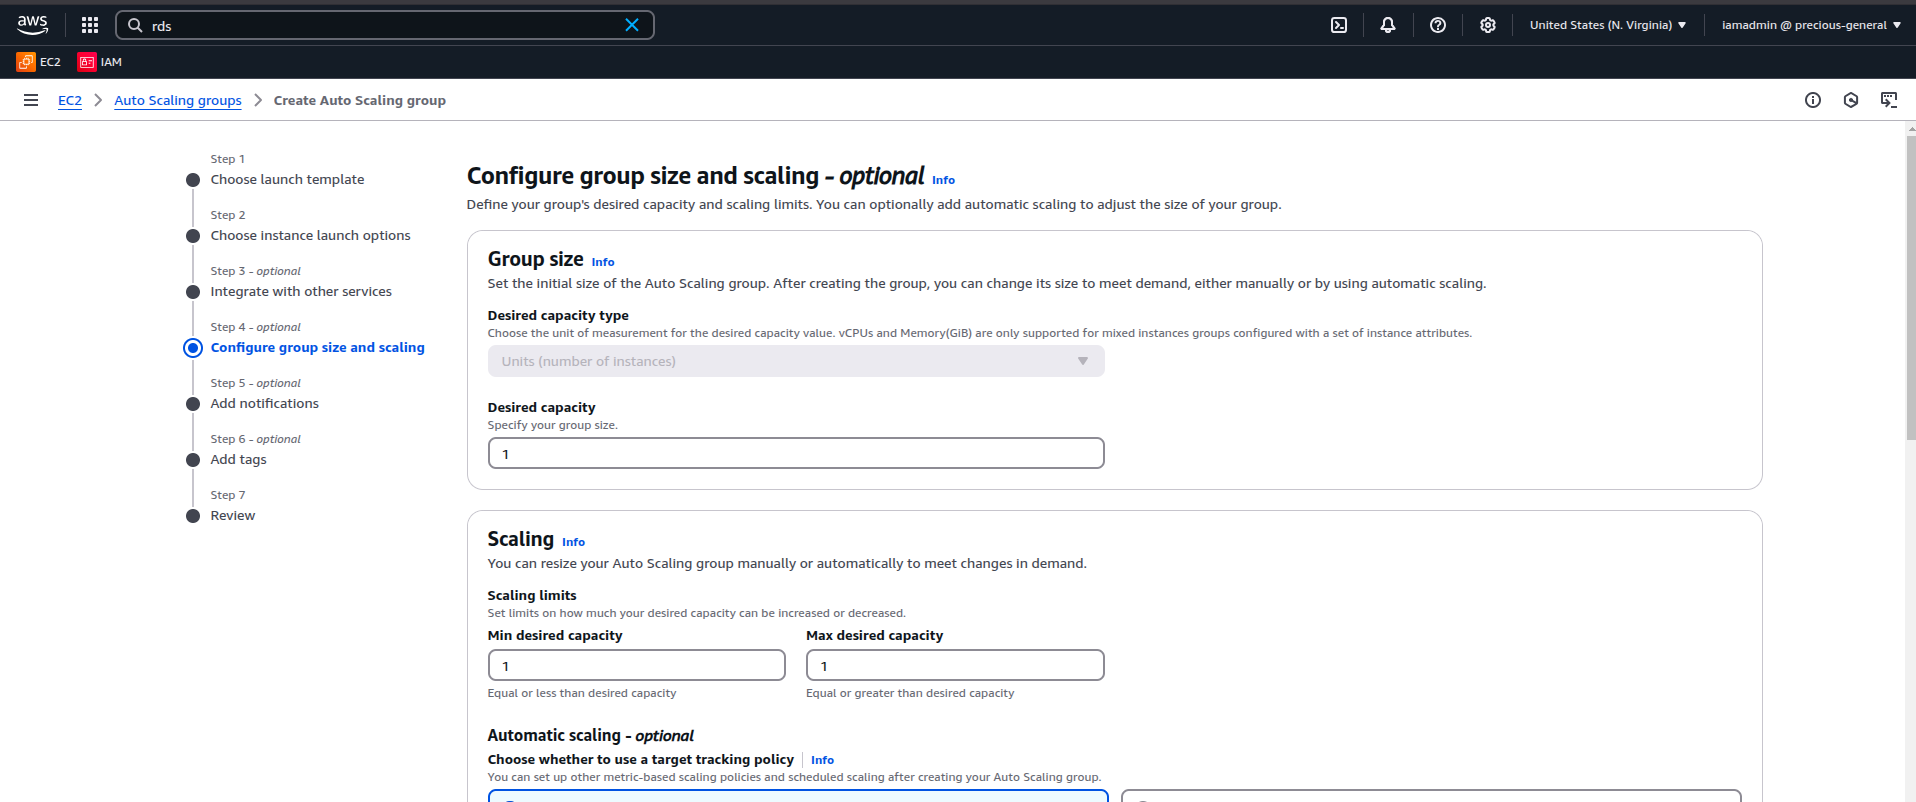 aws
rds
United States (N. Virginia)
iamadmin @ precious-general
EC2
IAM
EC2
Auto Scaling groups
Create Auto Scaling group
Step 1
Choose launch template
Step 2
Choose instance launch options
Step 3 - optional
Integrate with other services
Step 4 - optional
Configure group size and scaling
Step 5 - optional
Add notifications
Step 6 - optional
Add tags
Step 7
Review
Configure group size and scaling - optional Info
Define your group's desired capacity and scaling limits. You can optionally add automatic scaling to adjust the size of your group.
Group size Info
Set the initial size of the Auto Scaling group. After creating the group, you can change its size to meet demand, either manually or by using automatic scaling.
Desired capacity type
Choose the unit of measurement for the desired capacity value. vCPUs and Memory(GiB) are only supported for mixed instances groups configured with a set of instance attributes.
Units (number of instances)
Desired capacity
Specify your group size.
1
Scaling Info
You can resize your Auto Scaling group manually or automatically to meet changes in demand.
Scaling limits
Set limits on how much your desired capacity can be increased or decreased.
Min desired capacity
1
Equal or less than desired capacity
Max desired capacity
1
Equal or greater than desired capacity
Automatic scaling - optional
Choose whether to use a target tracking policy Info
You can set up other metric-based scaling policies and scheduled scaling after creating your Auto Scaling group.